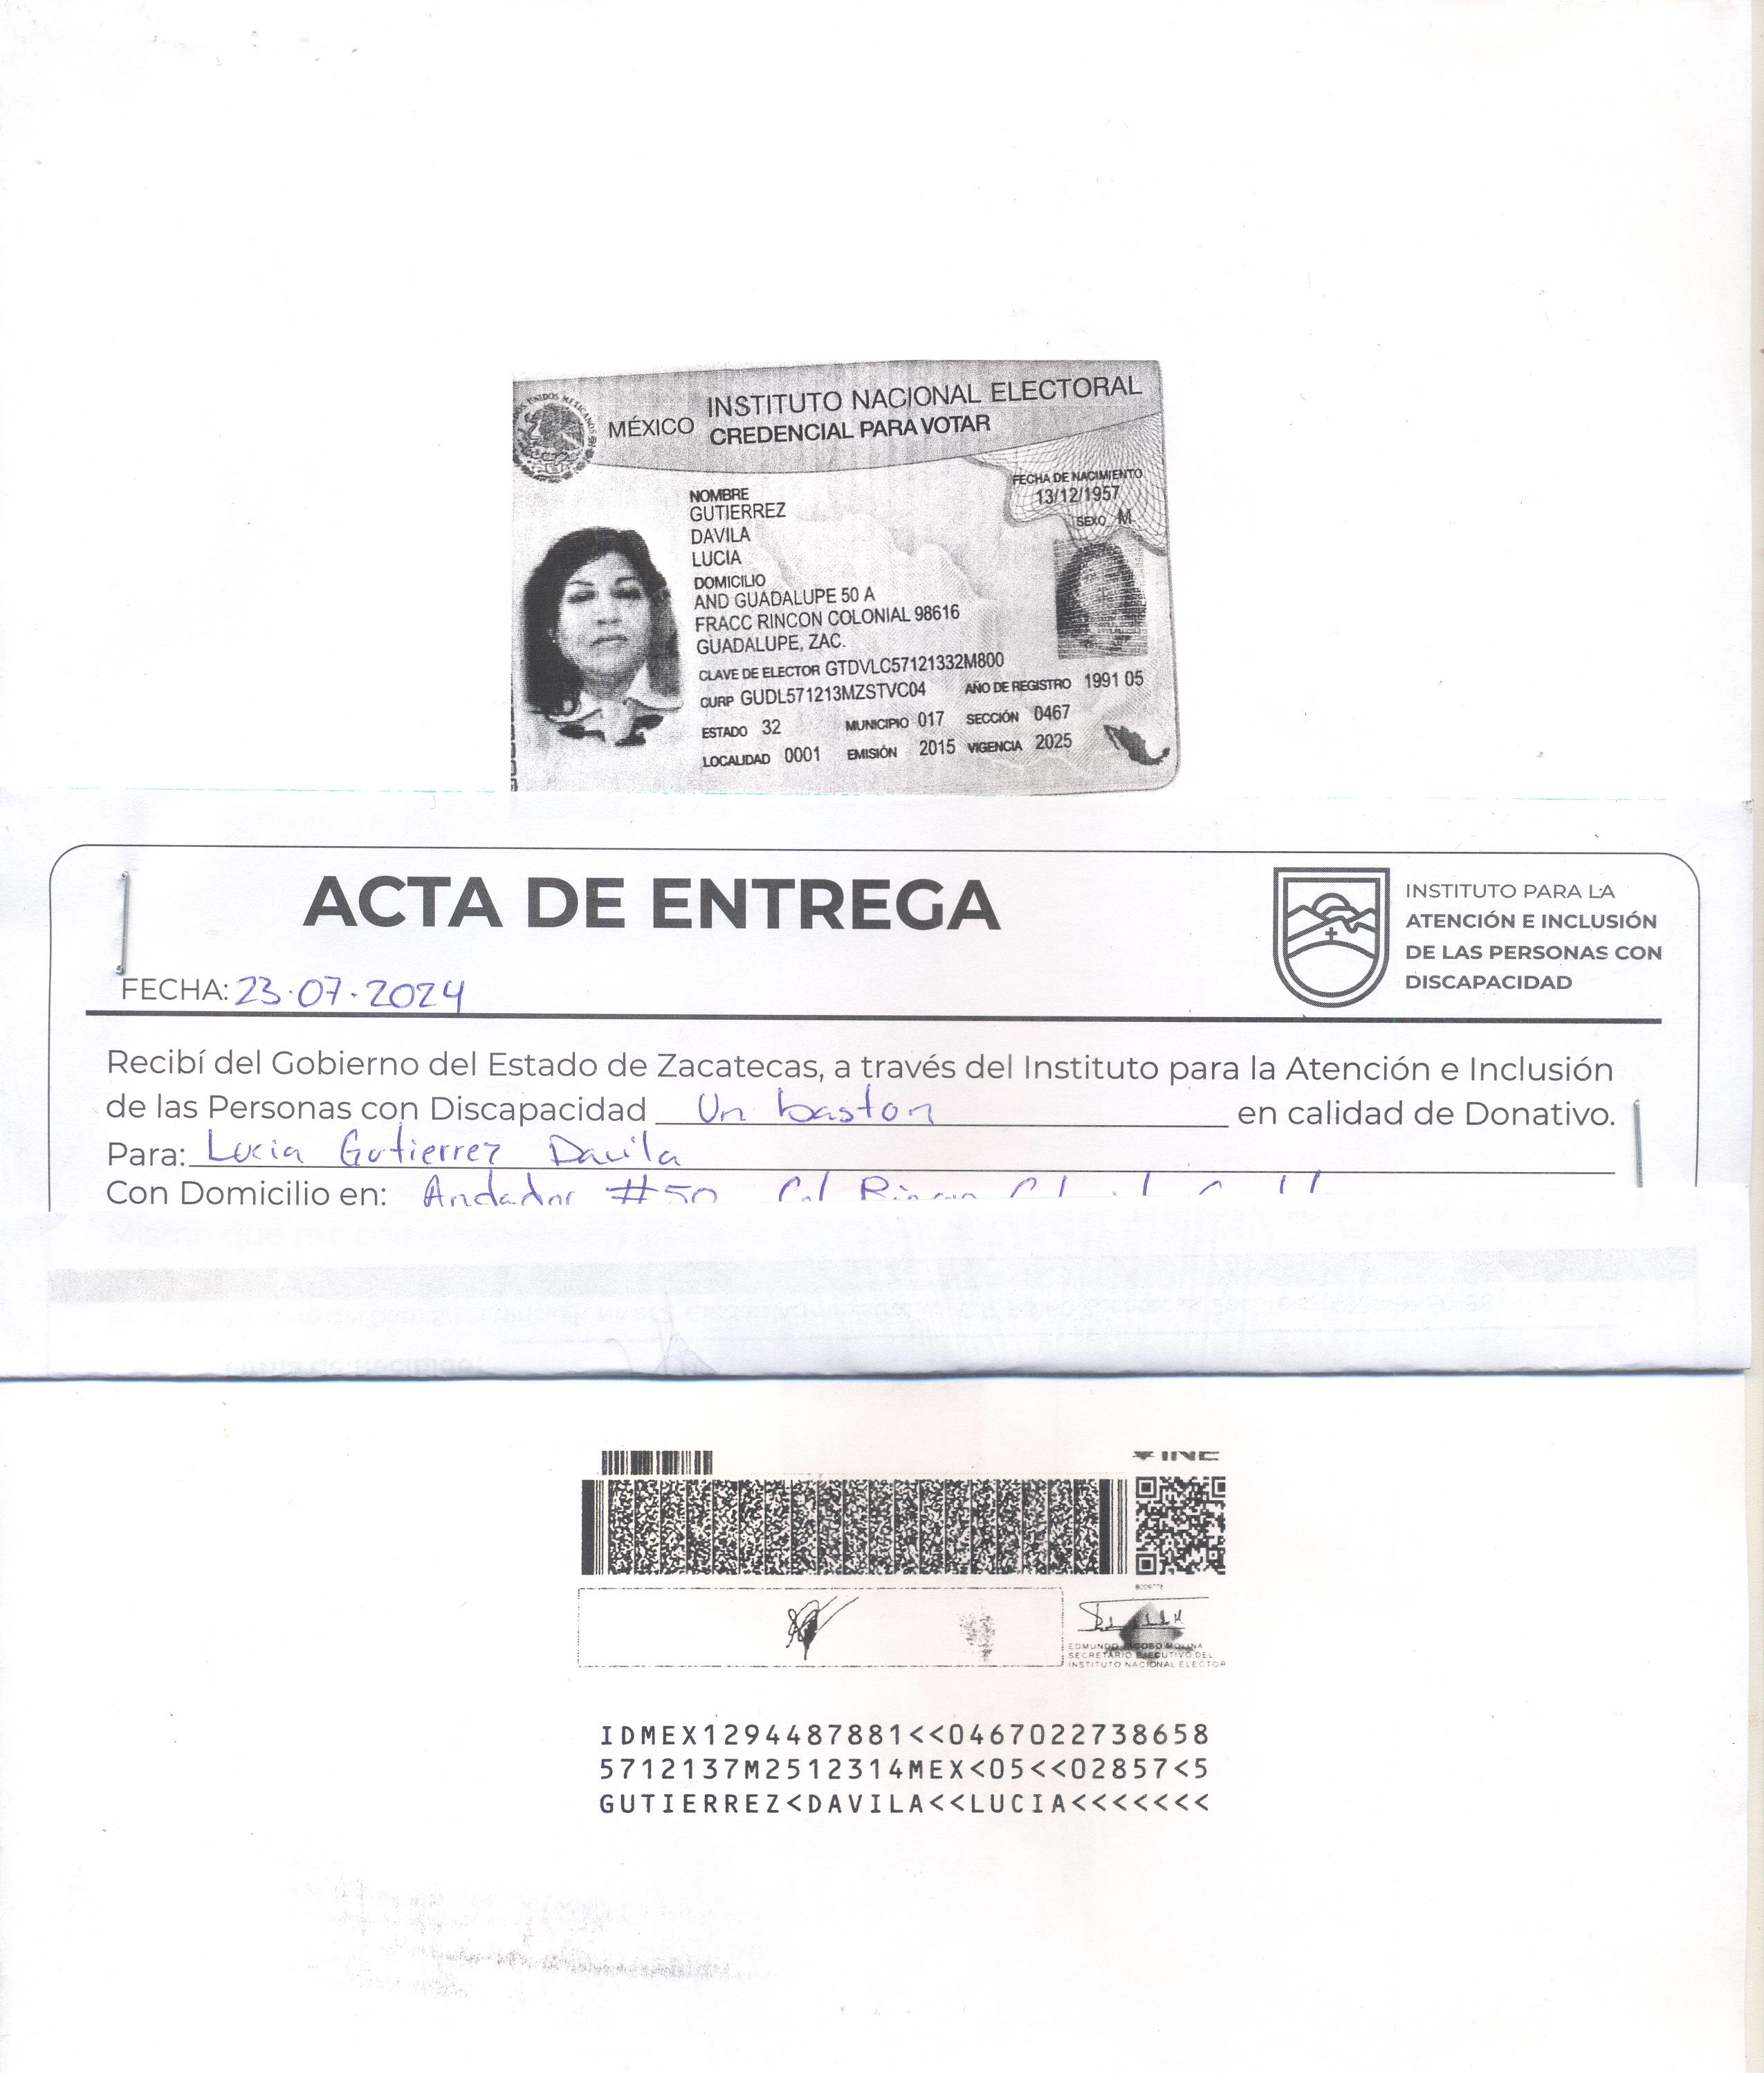 ESTADOS UNIDOS MEXICANOS
MÉXICO
INSTITUTO NACIONAL ELECTORAL
CREDENCIAL PARA VOTAR
FECHA DE NACIMIENTO
13/12/1957
SEXO M
NOMBRE
GUTIERREZ
DAVILA
LUCIA
DOMICILIO
AND GUADALUPE 50 A
FRACC RINCON COLONIAL 98616
GUADALUPE, ZAC.
CLAVE DE ELECTOR GTDVLC57121332M800
CURP GUDL571213MZSTVC04 AÑO DE REGISTRO 1991 05
ESTADO 32 MUNICIPIO 017 SECCIÓN 0467
LOCALIDAD 0001 EMISIÓN 2015 VIGENCIA 2025
ACTA DE ENTREGA
INSTITUTO PARA LA
ATENCIÓN E INCLUSIÓN
DE LAS PERSONAS CON
DISCAPACIDAD
FECHA: 23.07.2024
Recibí del Gobierno del Estado de Zacatecas, a través del Instituto para la Atención e Inclusión
de las Personas con Discapacidad Un baston en calidad de Donativo.
Para: Lucia Gutierrez Davila
Con Domicilio en: Andador #50 Col Rincon
INE
EDMUNDO JACOBO MOLINA
SECRETARIO EJECUTIVO DEL
INSTITUTO NACIONAL ELECTOR
IDMEX1294487881<<0467022738658
5712137M2512314MEX<05<<02857<5
GUTIERREZ<DAVILA<<LUCIA<<<<<<<